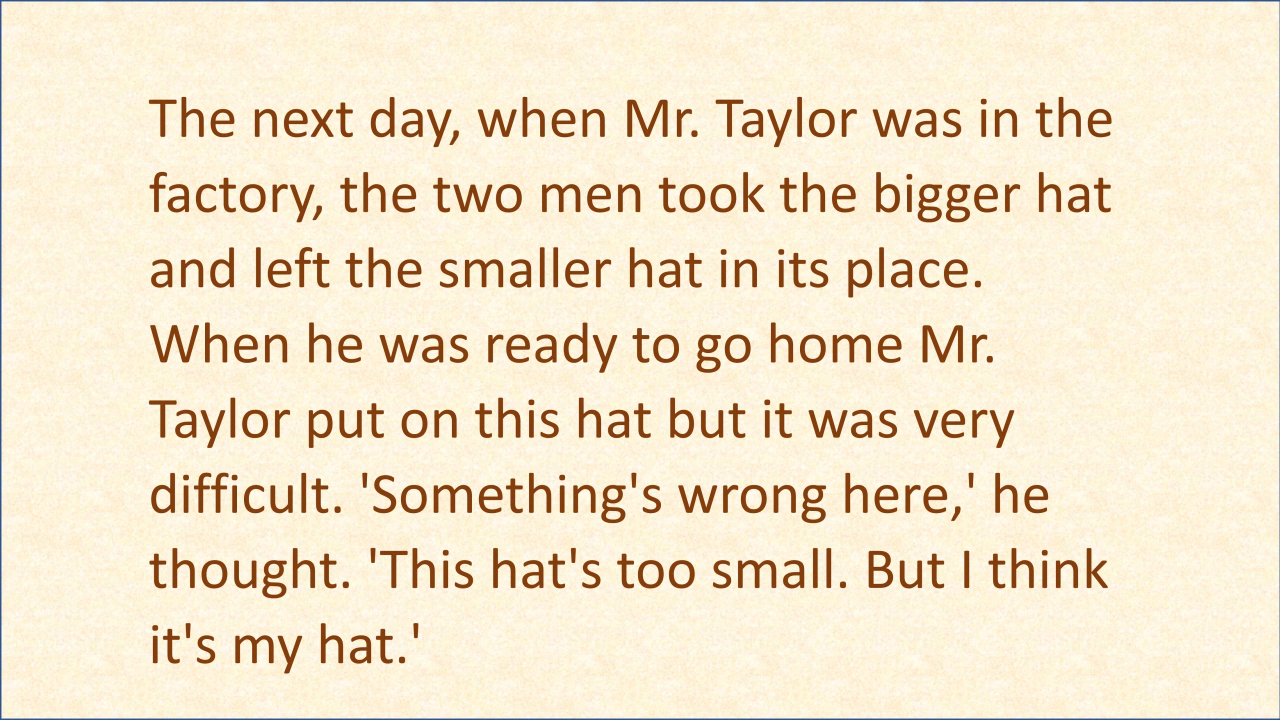 The next day, when Mr. Taylor was in the
factory, the two men took the bigger hat
and left the smaller hat in its place.
When he was ready to go home Mr.
Taylor put on this hat but it was very
difficult. 'Something's wrong here,' he
thought. 'This hat's too small. But I think
it's my hat.'